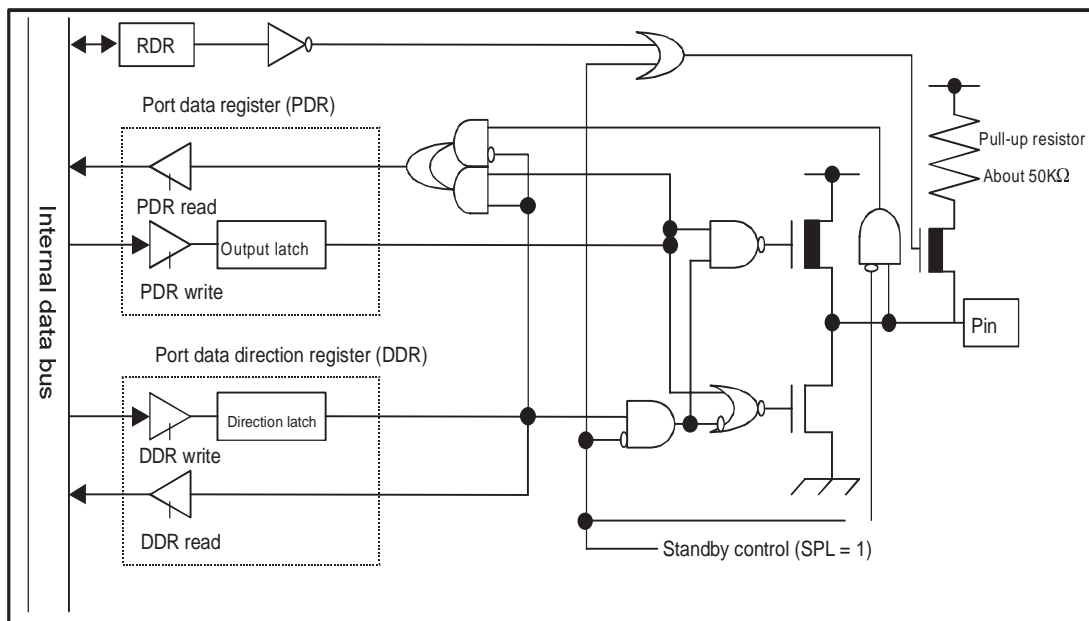 RDR
Port data register (PDR)
PDR read
Output latch
PDR write
Internal data bus
Port data direction register (DDR)
Direction latch
DDR write
DDR read
Pull-up resistor
About 50KΩ
Pin
Standby control (SPL = 1)